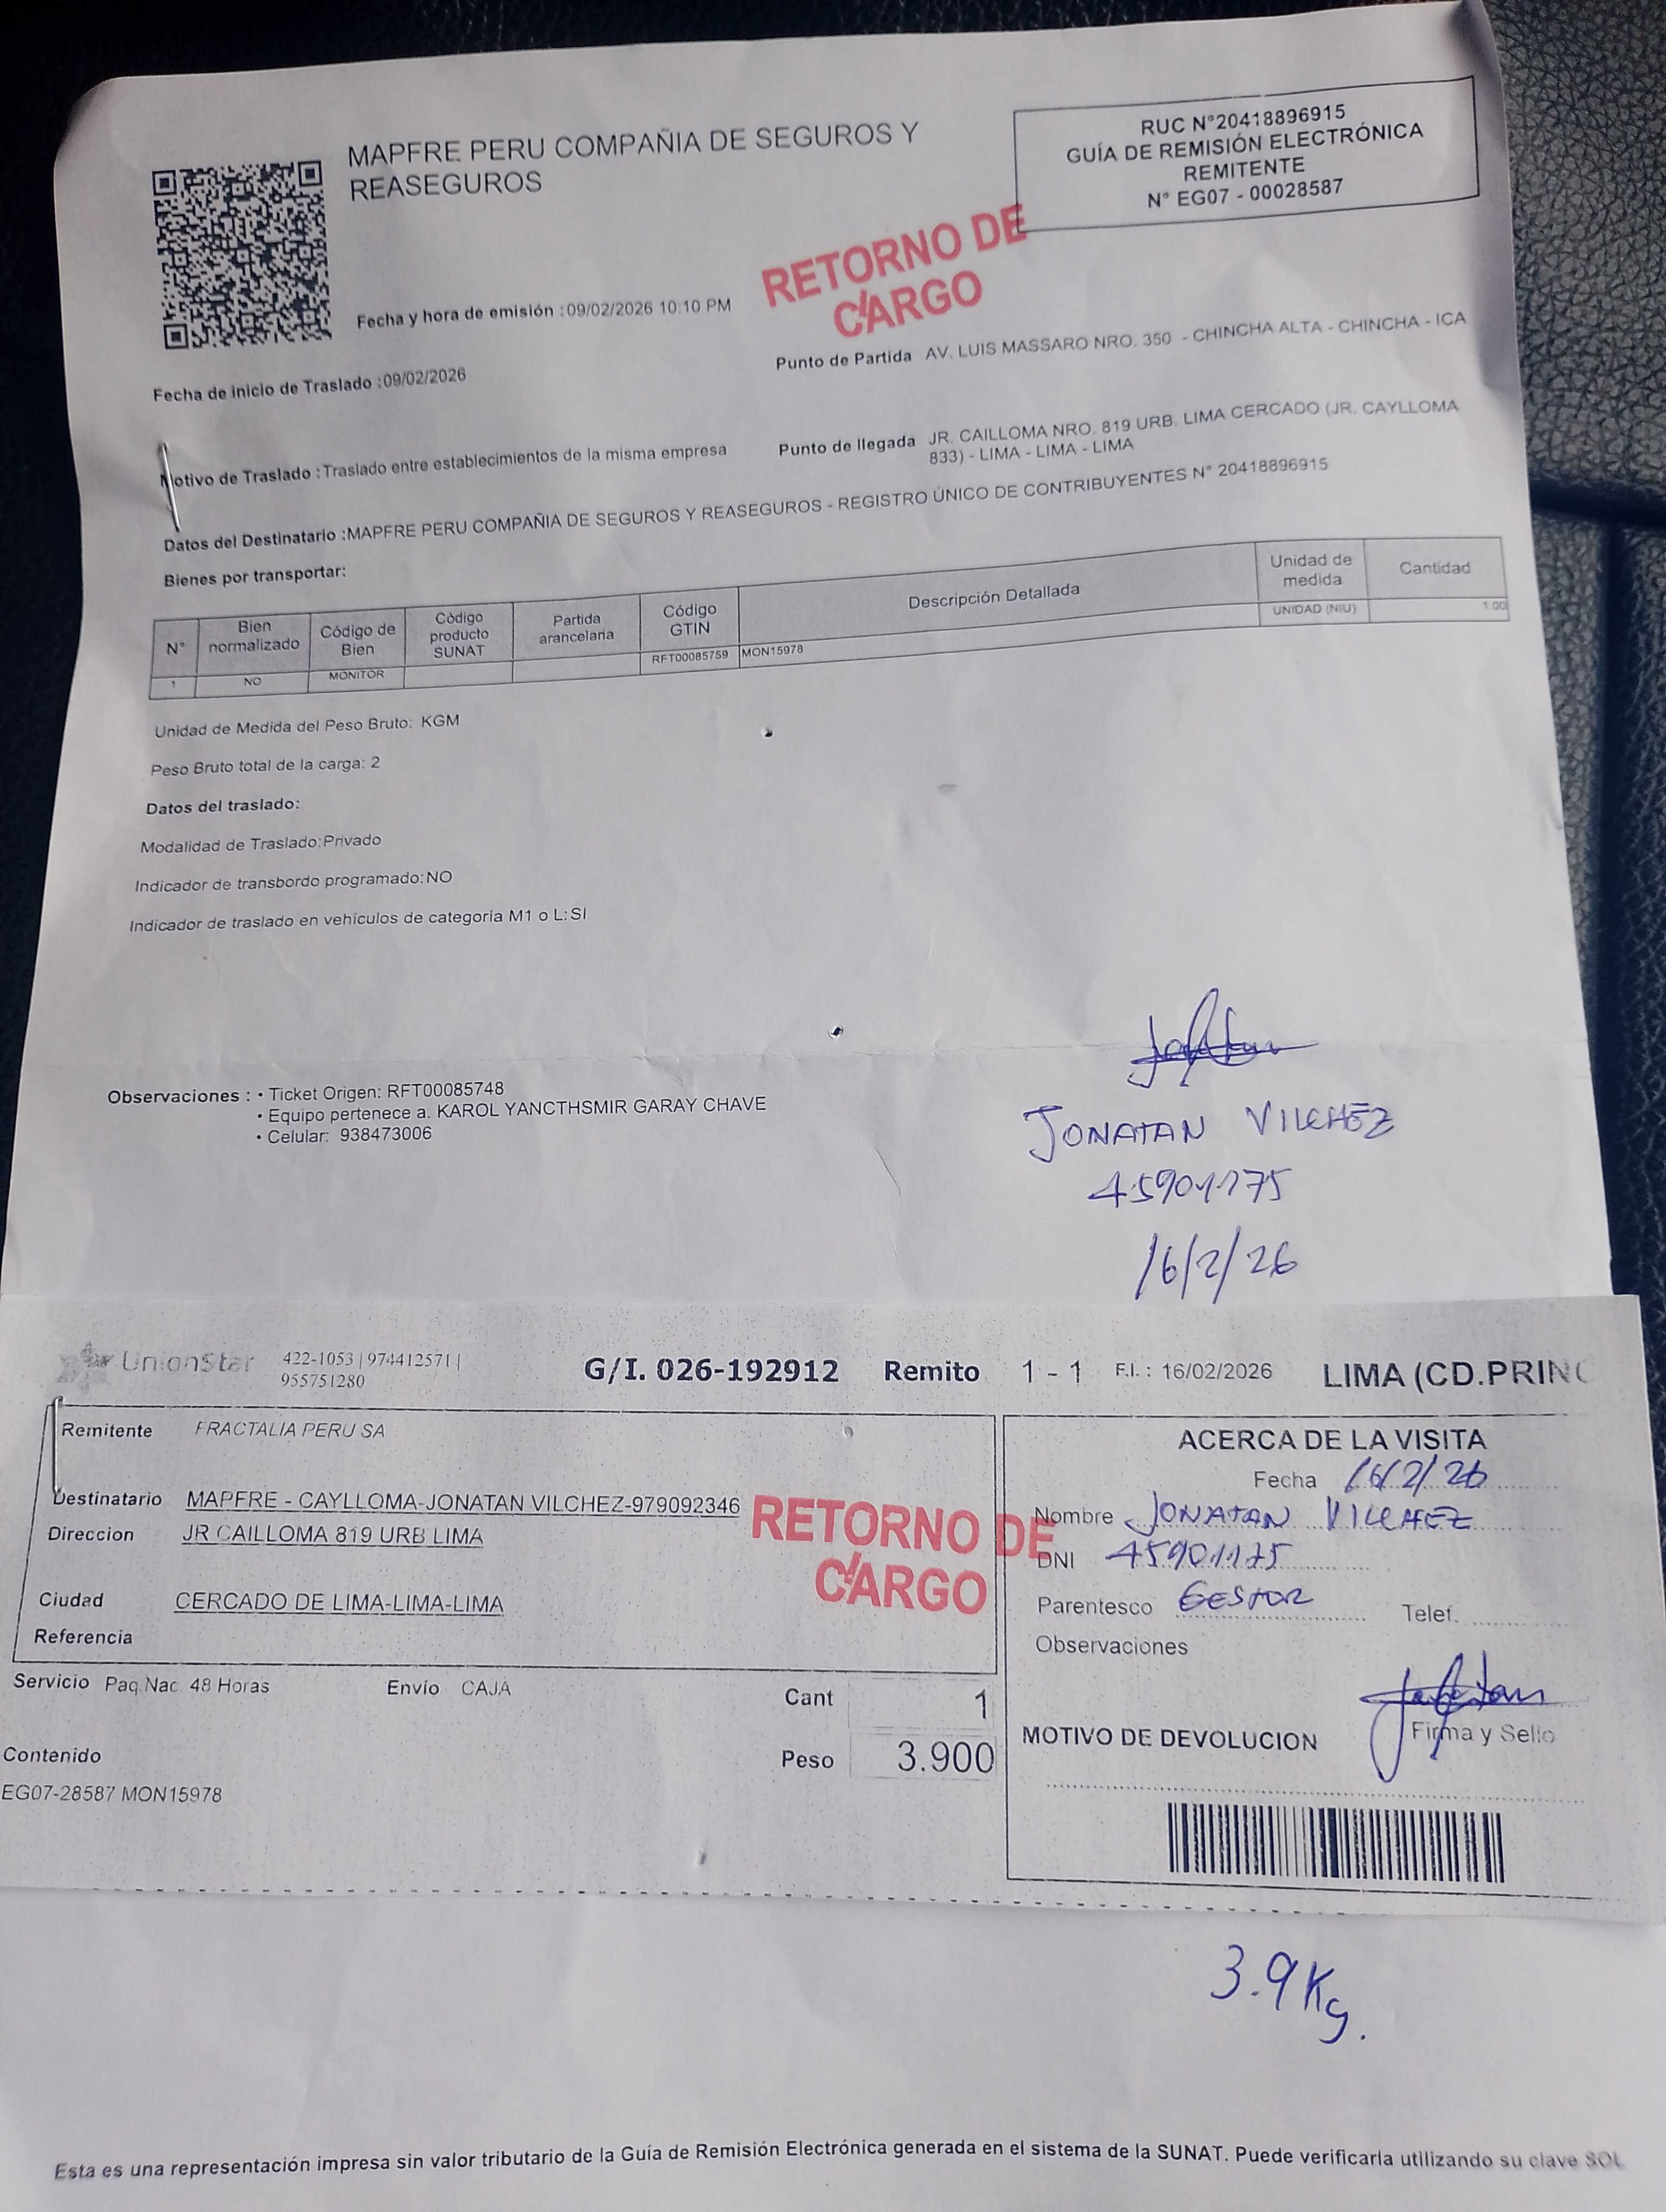 MAPFRE PERU COMPAÑIA DE SEGUROS Y
REASEGUROS
RUC N°20418896915
GUÍA DE REMISIÓN ELECTRÓNICA
REMITENTE
N° EG07 - 00028587
RETORNO DE
CARGO
Fecha y hora de emisión :09/02/2026 10:10 PM
Fecha de inicio de Traslado :09/02/2026
Punto de Partida AV. LUIS MASSARO NRO. 350 - CHINCHA ALTA - CHINCHA - ICA
Motivo de Traslado :Traslado entre establecimientos de la misma empresa
Punto de llegada JR. CAILLOMA NRO. 819 URB. LIMA CERCADO (JR. CAYLLOMA
833) - LIMA - LIMA - LIMA
Datos del Destinatario :MAPFRE PERU COMPAÑIA DE SEGUROS Y REASEGUROS - REGISTRO ÚNICO DE CONTRIBUYENTES N° 20418896915
Bienes por transportar:
N° Bien normalizado Código de Bien Código producto SUNAT Partida arancelaria Código GTIN Descripción Detallada Unidad de medida Cantidad
1 NO MONITOR RFT00085759 MON15978 UNIDAD (NIU) 1.00
Unidad de Medida del Peso Bruto: KGM
Peso Bruto total de la carga: 2
Datos del traslado:
Modalidad de Traslado:Privado
Indicador de transbordo programado:NO
Indicador de traslado en vehículos de categoría M1 o L:SI
Observaciones : • Ticket Origen: RFT00085748
• Equipo pertenece a. KAROL YANCTHSMIR GARAY CHAVE
• Celular: 938473006
JONATAN VILCHEZ
45901175
16/2/26
UnionStar 422-1053 | 974412571 |
955751280
G/I. 026-192912 Remito 1 - 1 F.I. : 16/02/2026 LIMA (CD.PRINC
Remitente FRACTALIA PERU SA
Destinatario MAPFRE - CAYLLOMA-JONATAN VILCHEZ-979092346
Direccion JR CAILLOMA 819 URB LIMA
Ciudad CERCADO DE LIMA-LIMA-LIMA
Referencia
RETORNO DE
CARGO
Servicio Paq.Nac 48 Horas Envío CAJA
Cant 1
Peso 3.900
Contenido
EG07-28587 MON15978
ACERCA DE LA VISITA
Fecha 16/2/26
Nombre JONATAN VILCHEZ
DNI 45901175
Parentesco GESTOR Telef.
Observaciones
Firma y Sello
MOTIVO DE DEVOLUCION
3.9 Kg.
Esta es una representación impresa sin valor tributario de la Guía de Remisión Electrónica generada en el sistema de la SUNAT. Puede verificarla utilizando su clave SOL